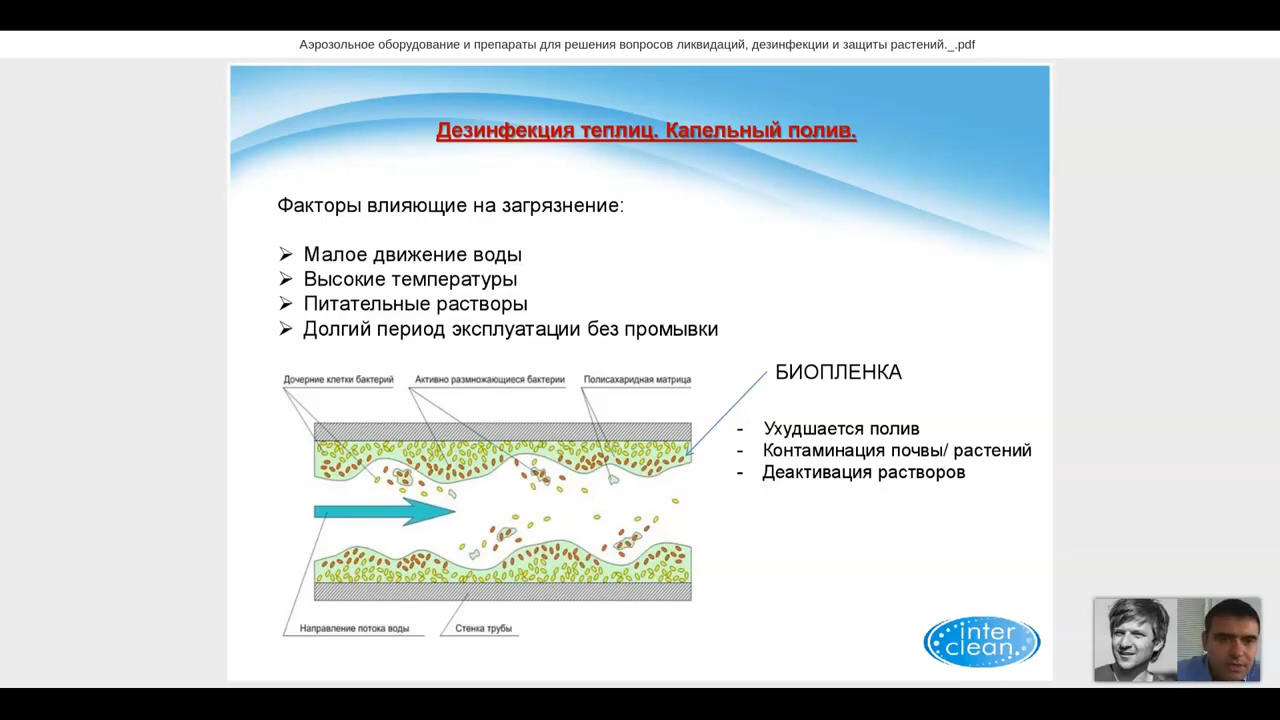 Аэрозольное оборудование и препараты для решения вопросов ликвидаций, дезинфекции и защиты растений._.pdf
Дезинфекция теплиц. Капельный полив.
Факторы влияющие на загрязнение:
➢ Малое движение воды
➢ Высокие температуры
➢ Питательные растворы
➢ Долгий период эксплуатации без промывки
Дочерние клетки бактерий
Активно размножающиеся бактерии
Полисахаридная матрица
БИОПЛЕНКА
- Ухудшается полив
- Контаминация почвы/ растений
- Деактивация растворов
Направление потока воды
Стенка трубы
inter
clean.